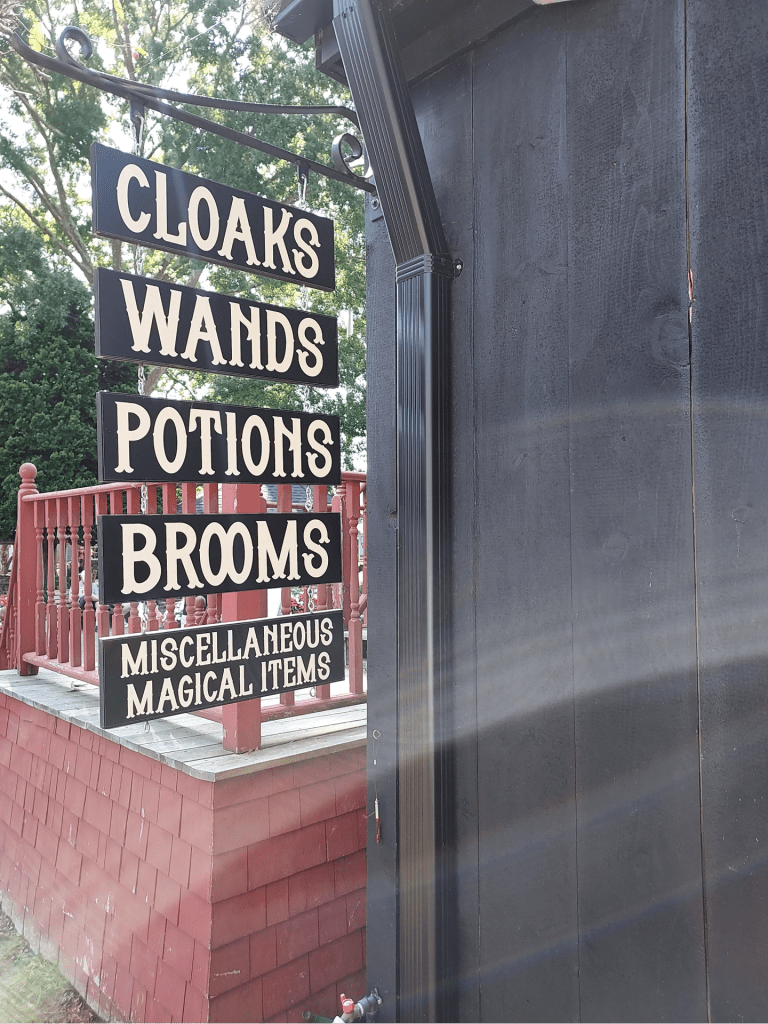 CLOAKS
WANDS
POTIONS
BROOMS
MISCELLANEOUS
MAGICAL ITEMS